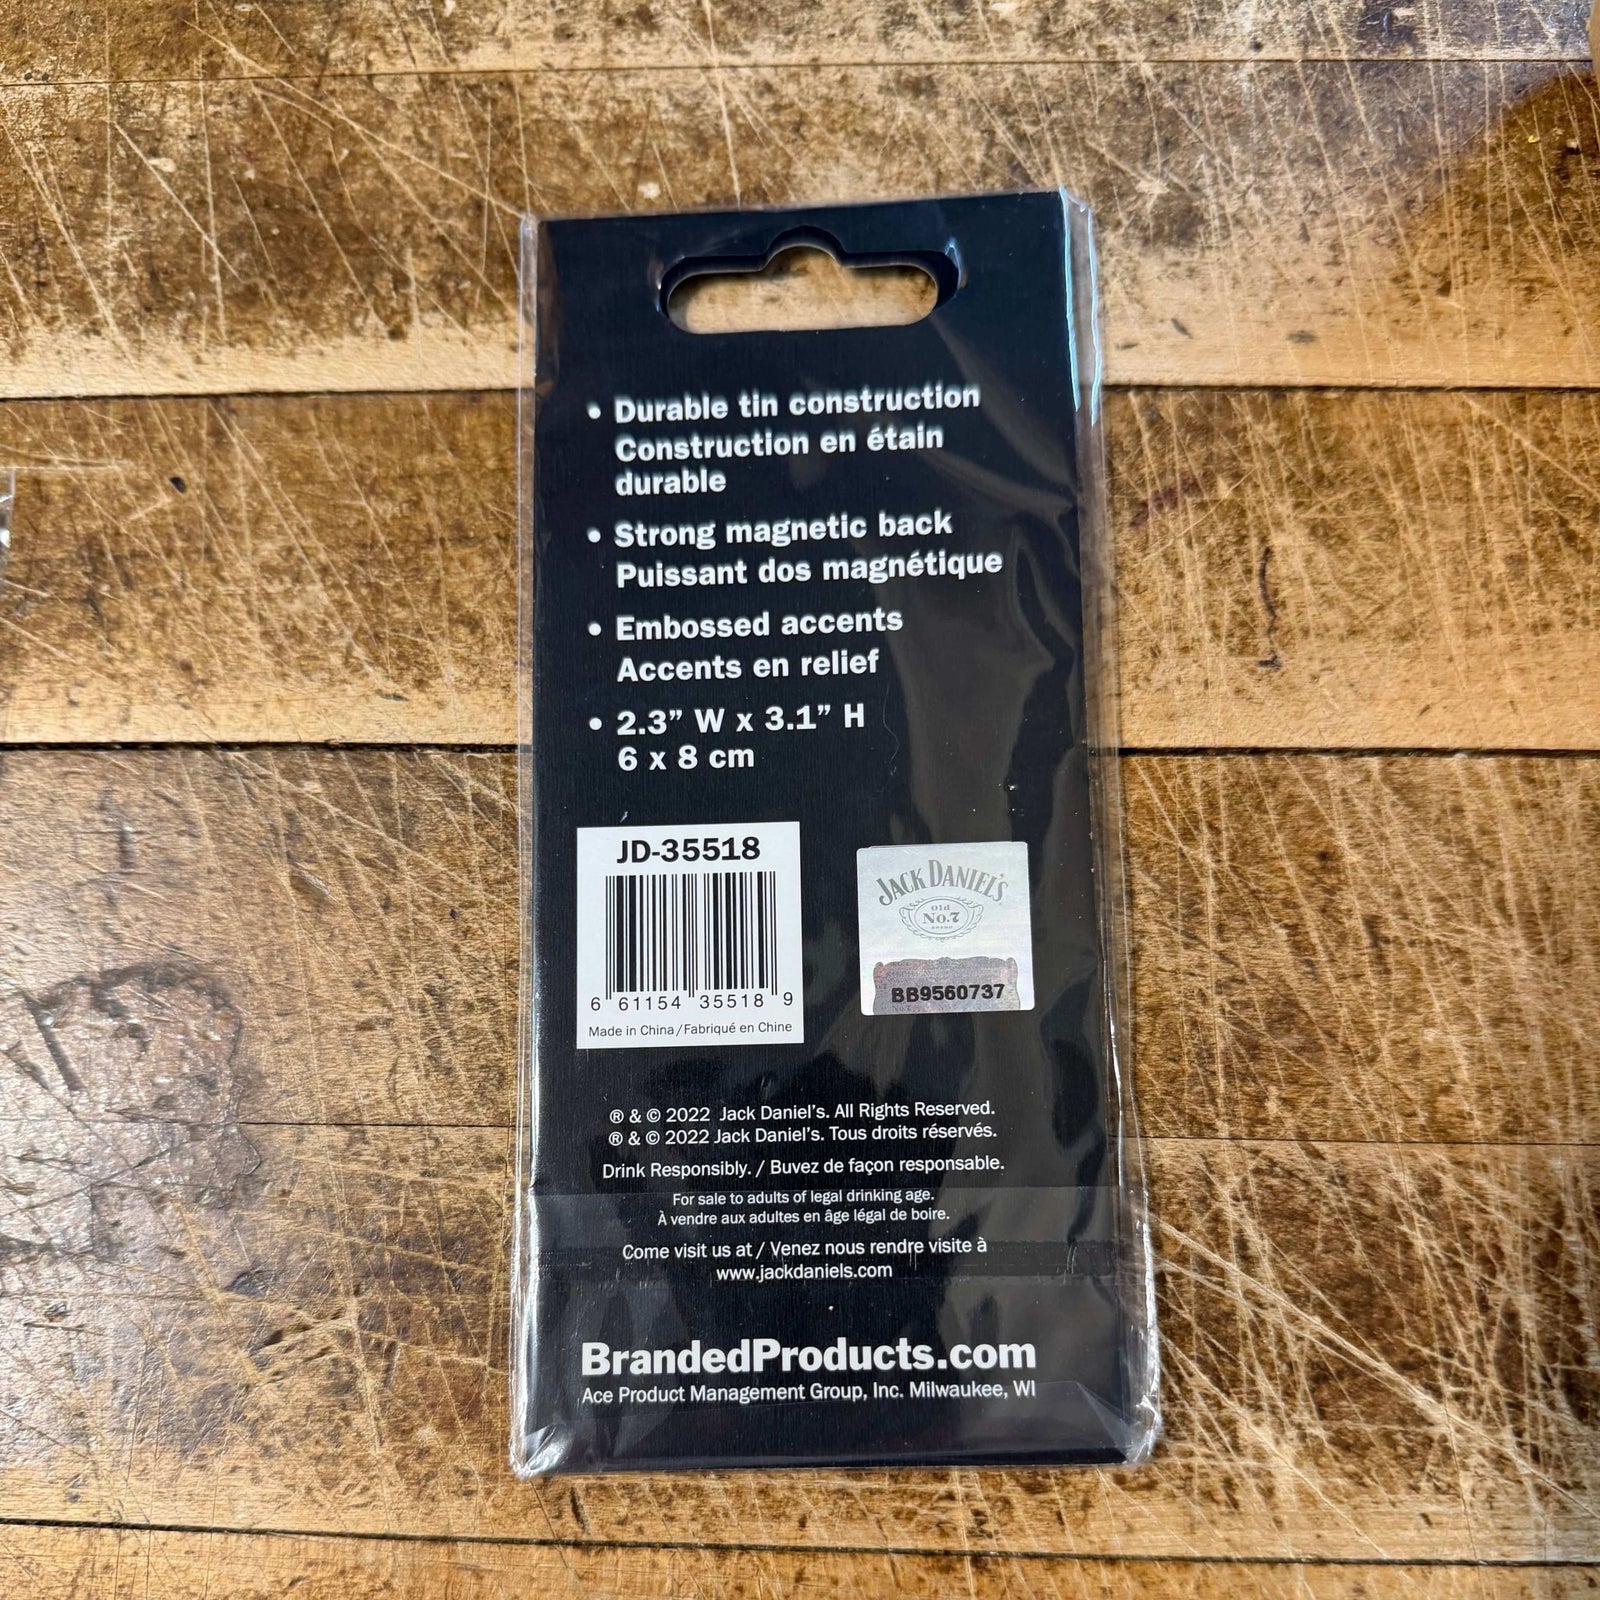 • Durable tin construction
Construction en étain
durable
• Strong magnetic back
Puissant dos magnétique
• Embossed accents
Accents en relief
• 2.3” W x 3.1” H
6 x 8 cm
JD-35518
6 61154 35518 9
Made in China/Fabriqué en Chine
JACK DANIEL'S
Old
No.7
BRAND
BB9560737
® & © 2022 Jack Daniel's. All Rights Reserved.
® & © 2022 Jack Daniel's. Tous droits réservés.
Drink Responsibly. / Buvez de façon responsable.
For sale to adults of legal drinking age.
À vendre aux adultes en âge légal de boire.
Come visit us at / Venez nous rendre visite à
www.jackdaniels.com
BrandedProducts.com
Ace Product Management Group, Inc. Milwaukee, WI